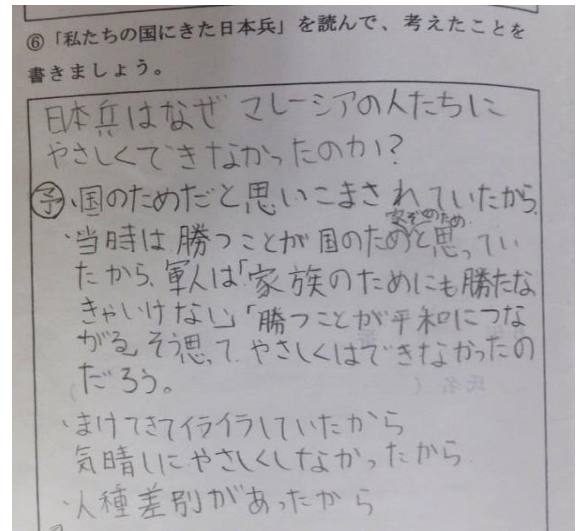 ⑥「私たちの国にきた日本兵」を読んで、考えたことを
書きましょう。
日本兵はなぜ マレーシアの人たちに
やさしくできなかったのか?
予・国のためだと思いこまされていたから。
家ぞくのため
・当時は勝つことが国のためと思ってい
たから、軍人は「家族のためにも勝たな
きゃいけない」「勝つことが平和につな
がる」そう思って やさしくはできなかったの
だろう。
・まけてきてイライラしていたから
気晴しにやさしくしなかったから
・人種差別があったから